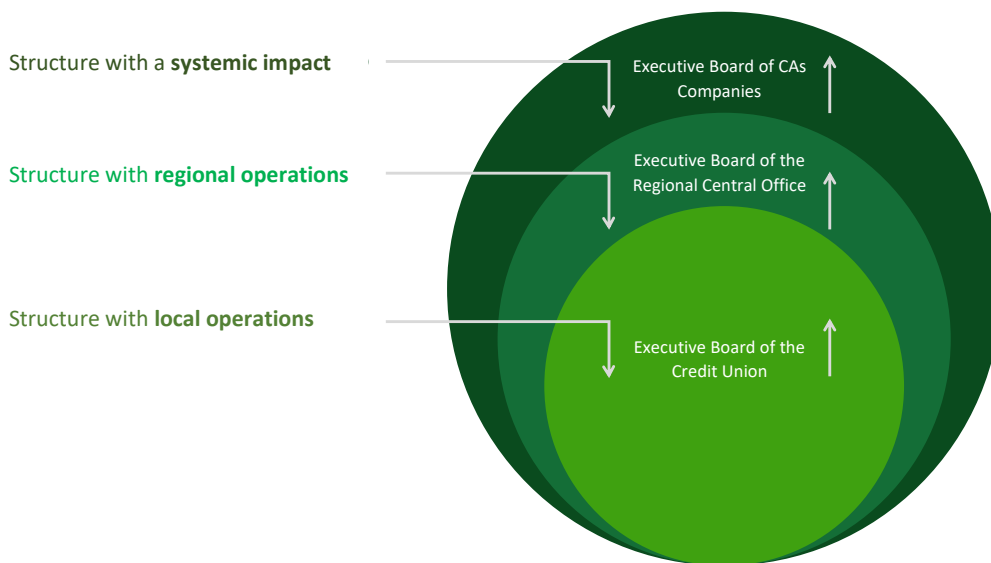 Structure with a systemic impact
Executive Board of CAs
Companies
Structure with regional operations
Executive Board of the
Regional Central Office
Structure with local operations
Executive Board of the
Credit Union